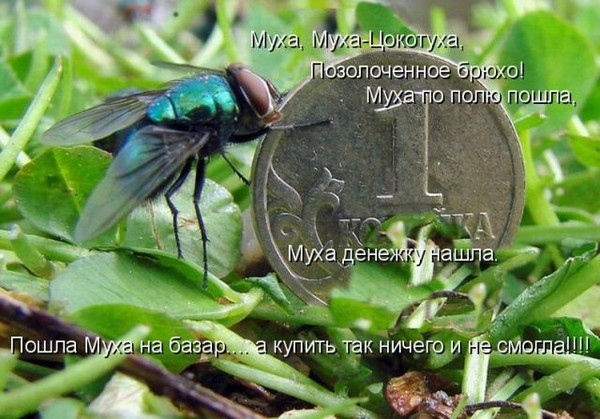 Муха, Муха-Цокотуха,
Позолоченное брюхо!
Муха по полю пошла,
1
КОПЕЙКА
Муха денежку нашла.
Пошла Муха на базар.... а купить так ничего и не смогла!!!!